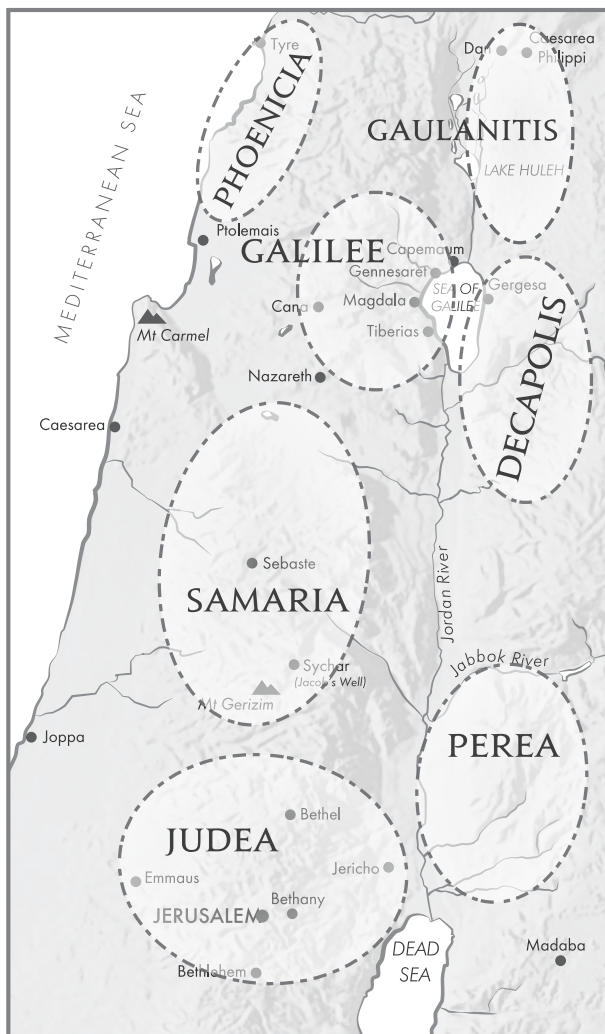 Tyre
Dan
Caesarea
Philippi
PHOENICIA
GAULANITIS
MEDITERRANEAN SEA
LAKE HULEH
Ptolemais
GALILEE
Capernaum
Gennesaret
SEA OF
GALILEE
Gergesa
Cana
Magdala
Mt Carmel
Tiberias
DECAPOLIS
Nazareth
Caesarea
Jordan River
Sebaste
SAMARIA
Sychar
(Jacob's Well)
Jabbok River
Mt Gerizim
Joppa
PEREA
Bethel
JUDEA
Jericho
Emmaus
JERUSALEM
Bethany
DEAD
SEA
Madaba
Bethlehem